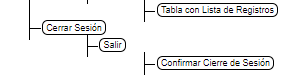 Tabla con Lista de Registros
Cerrar Sesión
Salir
Confirmar Cierre de Sesión